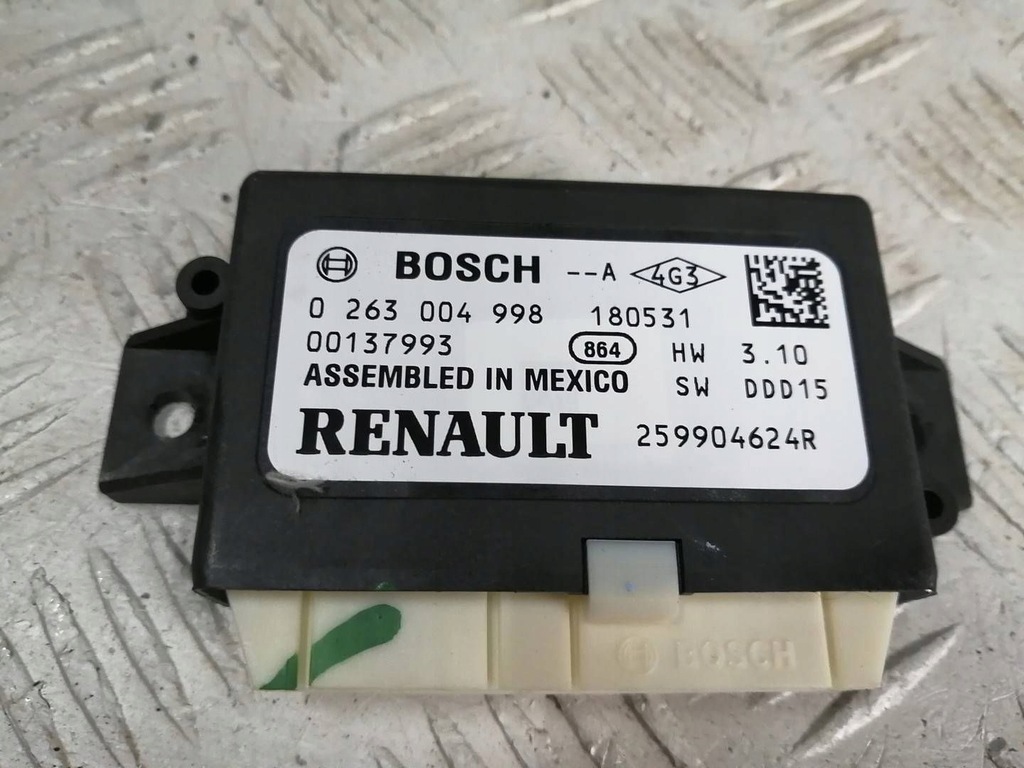 BOSCH --A 4G3
0 263 004 998 180531
00137993 864 HW 3.10
ASSEMBLED IN MEXICO SW DDD15
RENAULT 259904624R
BOSCH